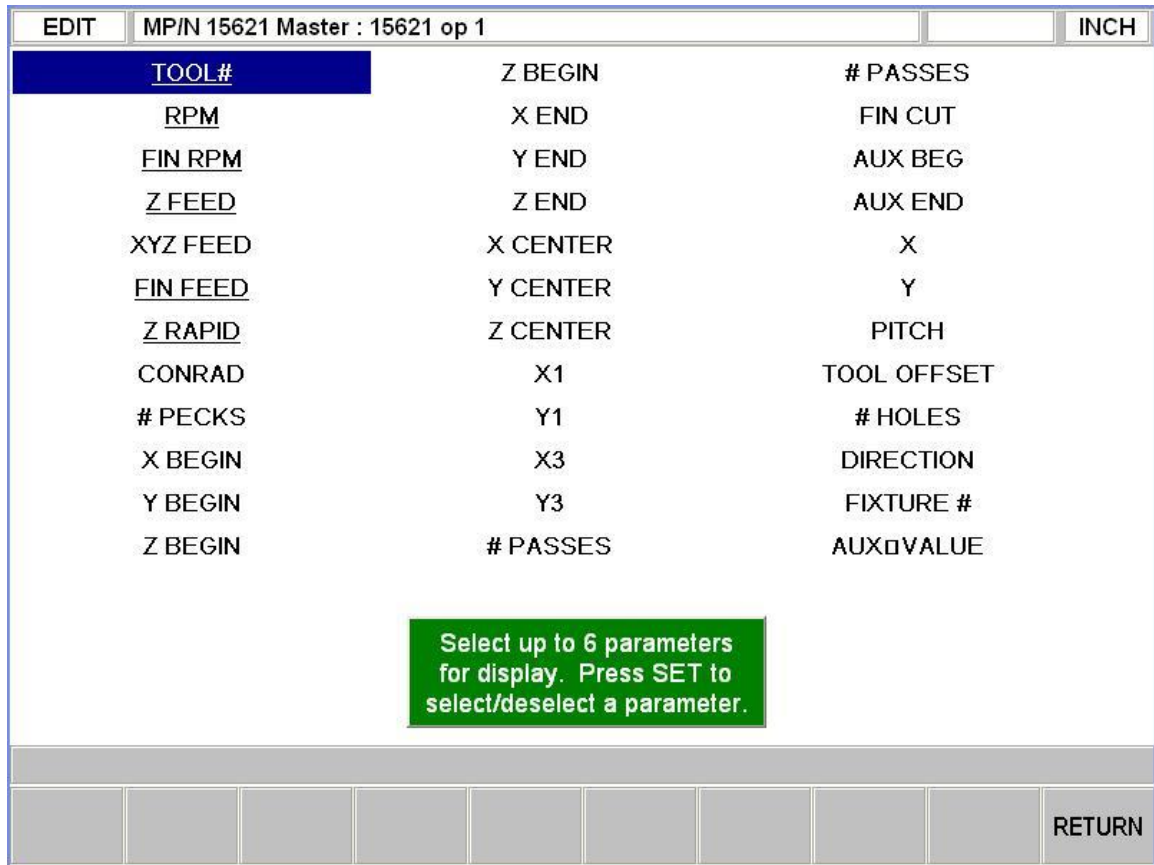 EDIT MP/N 15621 Master : 15621 op 1 INCH
TOOL# Z BEGIN # PASSES
RPM X END FIN CUT
FIN RPM Y END AUX BEG
Z FEED Z END AUX END
XYZ FEED X CENTER X
FIN FEED Y CENTER Y
Z RAPID Z CENTER PITCH
CONRAD X1 TOOL OFFSET
# PECKS Y1 # HOLES
X BEGIN X3 DIRECTION
Y BEGIN Y3 FIXTURE #
Z BEGIN # PASSES AUX▯VALUE
Select up to 6 parameters
for display. Press SET to
select/deselect a parameter.
RETURN